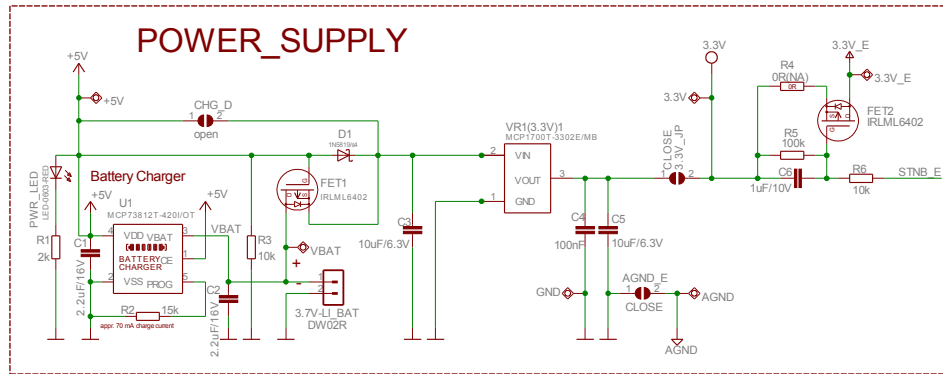 POWER_SUPPLY
+5V
+5V
CHG_D
1 2
open
D1
1N5819/s4
PWR_LED
LED-0603-RED
Battery Charger
U1
MCP73812T-420I/OT
+5V
+5V
4 VDD VBAT 3
CE 1
BATTERY
CHARGER
2 VSS PROG 5
VBAT
R1
2k
C1
2.2uF/16V
R2 15k
appr. 70 mA charge current
C2
2.2uF/16V
R3
10k
G
S
D
FET1
IRLML6402
VBAT
+
-
1
2
3.7V-LI_BAT
DW02R
C3
10uF/6.3V
VR1(3.3V)1
MCP1700T-3302E/MB
2 VIN
VOUT 3
1 GND
C4
100nF
C5
10uF/6.3V
GND
AGND_E
1 2
CLOSE
AGND
AGND
CLOSE
3.3V_JP
1 2
3.3V
3.3V
R4
0R(NA)
0R
R5
100k
C6
1uF/10V
R6
10k
STNB_E
3.3V_E
3.3V_E
S
D
G
FET2
IRLML6402